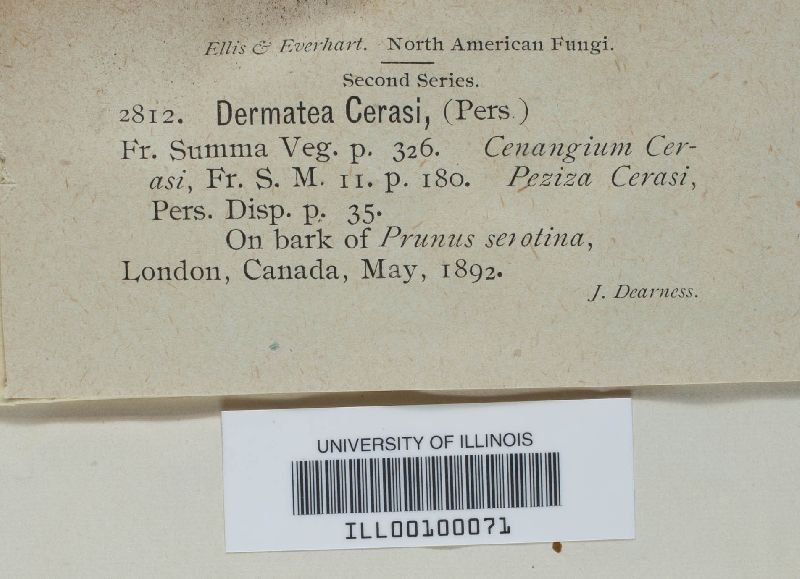 Ellis & Everhart. North American Fungi.
Second Series.
2812. Dermatea Cerasi, (Pers.)
Fr. Summa Veg. p. 326. Cenangium Cer-
asi, Fr. S. M. 11. p. 180. Peziza Cerasi,
Pers. Disp. p. 35.
On bark of Prunus serotina,
London, Canada, May, 1892.
J. Dearness.
UNIVERSITY OF ILLINOIS
ILL00100071